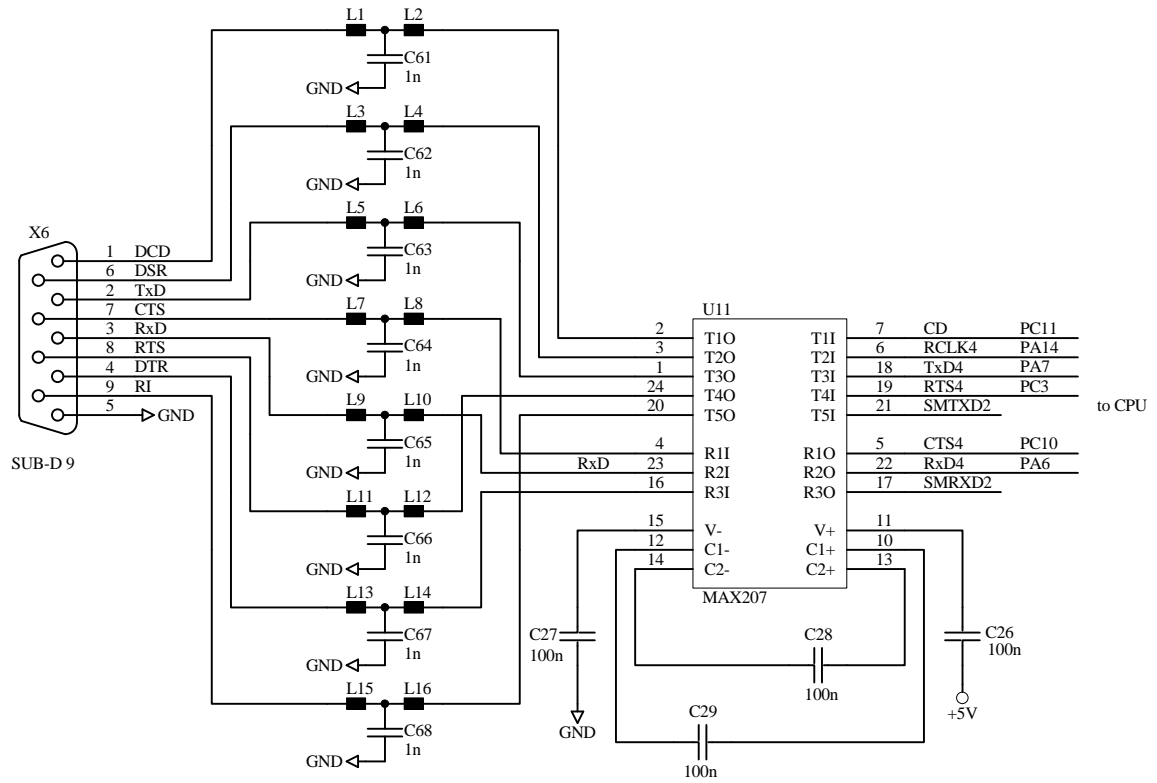 L1 L2
C61
1n
GND
L3 L4
C62
1n
GND
L5 L6
C63
1n
GND
L7 L8
C64
1n
GND
L9 L10
C65
1n
GND
L11 L12
C66
1n
GND
L13 L14
C67
1n
GND
L15 L16
C68
1n
GND
X6
1 DCD
6 DSR
2 TxD
7 CTS
3 RxD
8 RTS
4 DTR
9 RI
5 GND
SUB-D 9
U11
2 T1O T1I 7 CD PC11
3 T2O T2I 6 RCLK4 PA14
1 T3O T3I 18 TxD4 PA7
24 T4O T4I 19 RTS4 PC3
20 T5O T5I 21 SMTXD2
to CPU
4 R1I R1O 5 CTS4 PC10
RxD 23 R2I R2O 22 RxD4 PA6
16 R3I R3O 17 SMRXD2
15 V- V+ 11
12 C1- C1+ 10
14 C2- C2+ 13
MAX207
C27
100n
GND
C28
100n
C26
100n
+5V
C29
100n